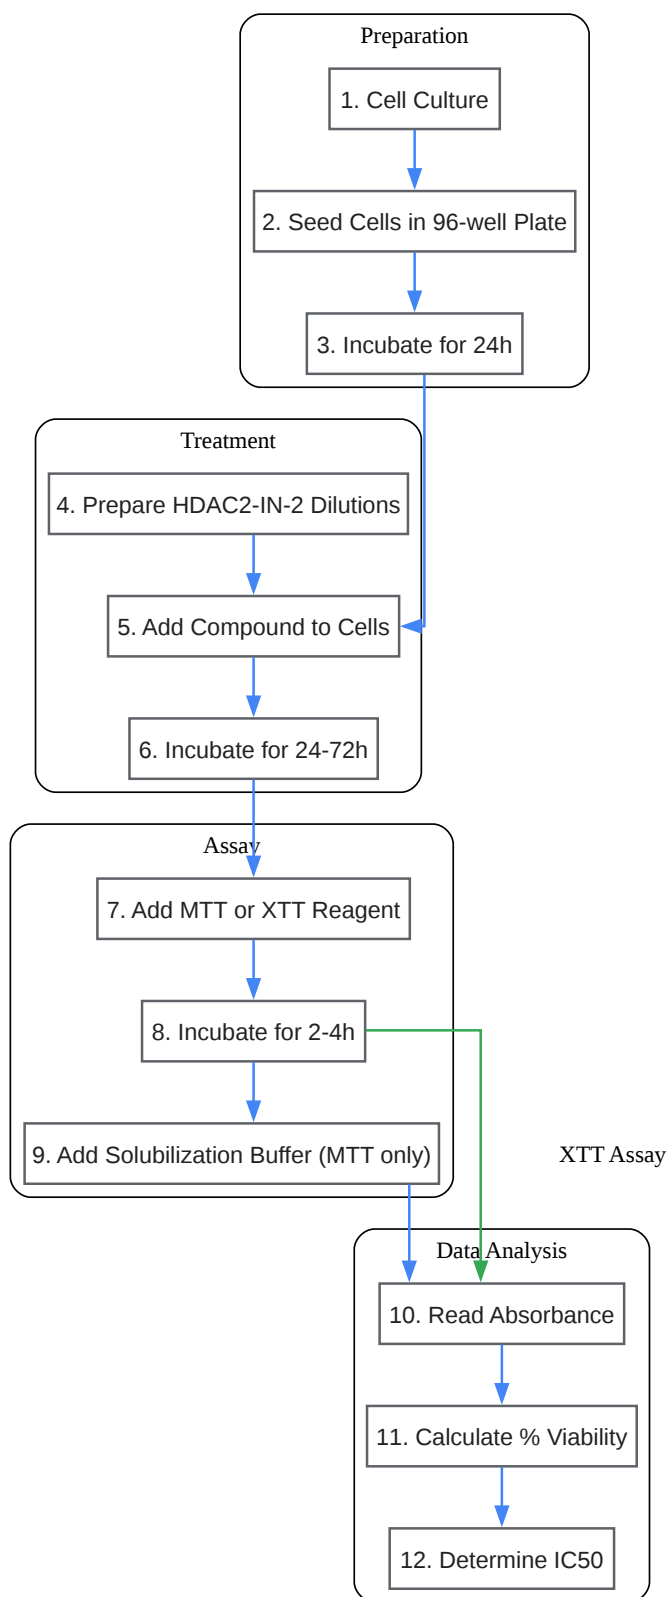 Preparation
1. Cell Culture
2. Seed Cells in 96-well Plate
3. Incubate for 24h
Treatment
4. Prepare HDAC2-IN-2 Dilutions
5. Add Compound to Cells
6. Incubate for 24-72h
Assay
7. Add MTT or XTT Reagent
8. Incubate for 2-4h
9. Add Solubilization Buffer (MTT only)
XTT Assay
Data Analysis
10. Read Absorbance
11. Calculate % Viability
12. Determine IC50